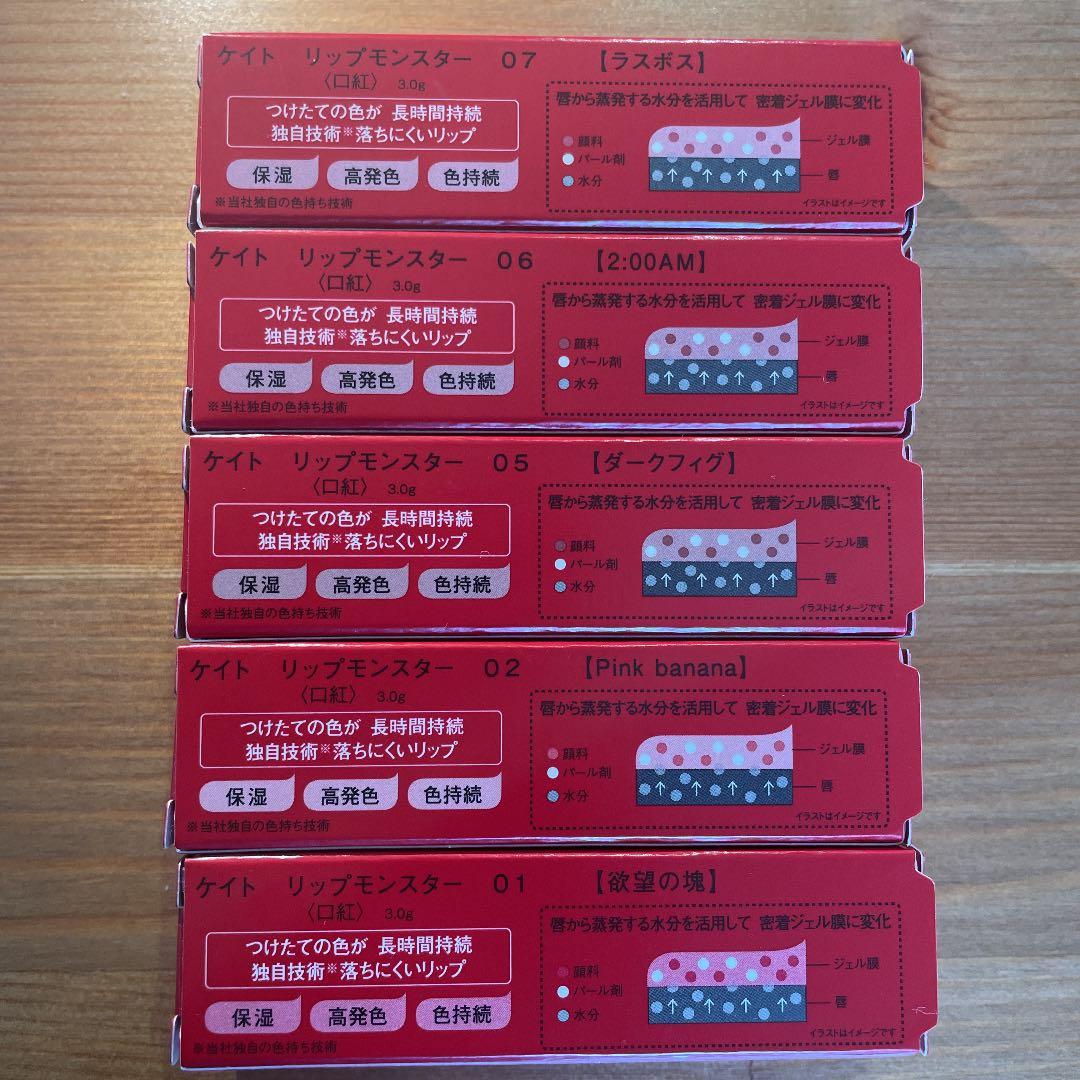 ケイト リップモンスター 07 【ラスボス】
〈口紅〉 3.0g
つけたての色が 長時間持続
独自技術※落ちにくいリップ
保湿 高発色 色持続
※当社独自の色持ち技術
唇から蒸発する水分を活用して 密着ジェル膜に変化
顔料
パール剤
水分
ジェル膜
唇
イラストはイメージです
ケイト リップモンスター 06 【2:00AM】
〈口紅〉 3.0g
つけたての色が 長時間持続
独自技術※落ちにくいリップ
保湿 高発色 色持続
※当社独自の色持ち技術
唇から蒸発する水分を活用して 密着ジェル膜に変化
顔料
パール剤
水分
ジェル膜
唇
イラストはイメージです
ケイト リップモンスター 05 【ダークフィグ】
〈口紅〉 3.0g
つけたての色が 長時間持続
独自技術※落ちにくいリップ
保湿 高発色 色持続
※当社独自の色持ち技術
唇から蒸発する水分を活用して 密着ジェル膜に変化
顔料
パール剤
水分
ジェル膜
唇
イラストはイメージです
ケイト リップモンスター 02 【Pink banana】
〈口紅〉 3.0g
つけたての色が 長時間持続
独自技術※落ちにくいリップ
保湿 高発色 色持続
※当社独自の色持ち技術
唇から蒸発する水分を活用して 密着ジェル膜に変化
顔料
パール剤
水分
ジェル膜
唇
イラストはイメージです
ケイト リップモンスター 01 【欲望の塊】
〈口紅〉 3.0g
つけたての色が 長時間持続
独自技術※落ちにくいリップ
保湿 高発色 色持続
※当社独自の色持ち技術
唇から蒸発する水分を活用して 密着ジェル膜に変化
顔料
パール剤
水分
ジェル膜
唇
イラストはイメージです